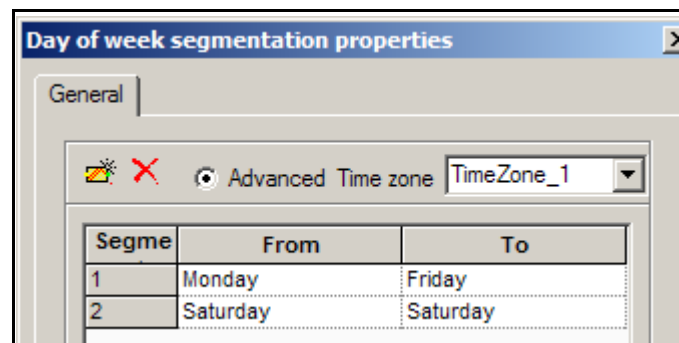 Day of week segmentation properties
General
Advanced Time zone TimeZone_1
Segme From To
1 Monday Friday
2 Saturday Saturday